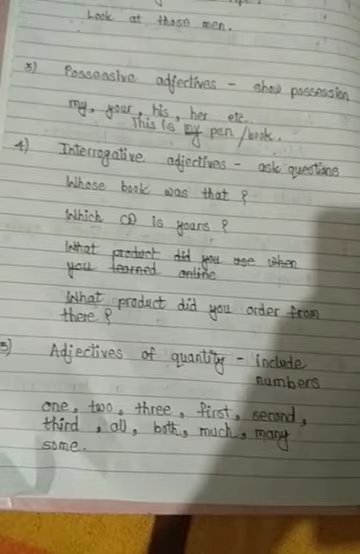 Look at those men.
3) Possessive adjectives - show possession
my, your, his, her etc.
This is my pen/book.
4) Interrogative adjectives - ask questions
Whose book was that ?
Which CD is yours ?
What product did you use when
you learned online
What product did you order from
there ?
5) Adjectives of quantity - include
numbers
one, two, three, first, second,
third, all, both, much, many
some.